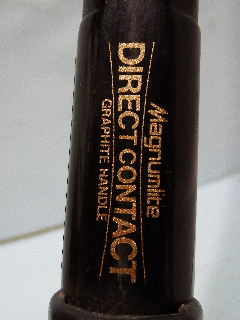 Magnumlite
DIRECT CONTACT
GRAPHITE HANDLE